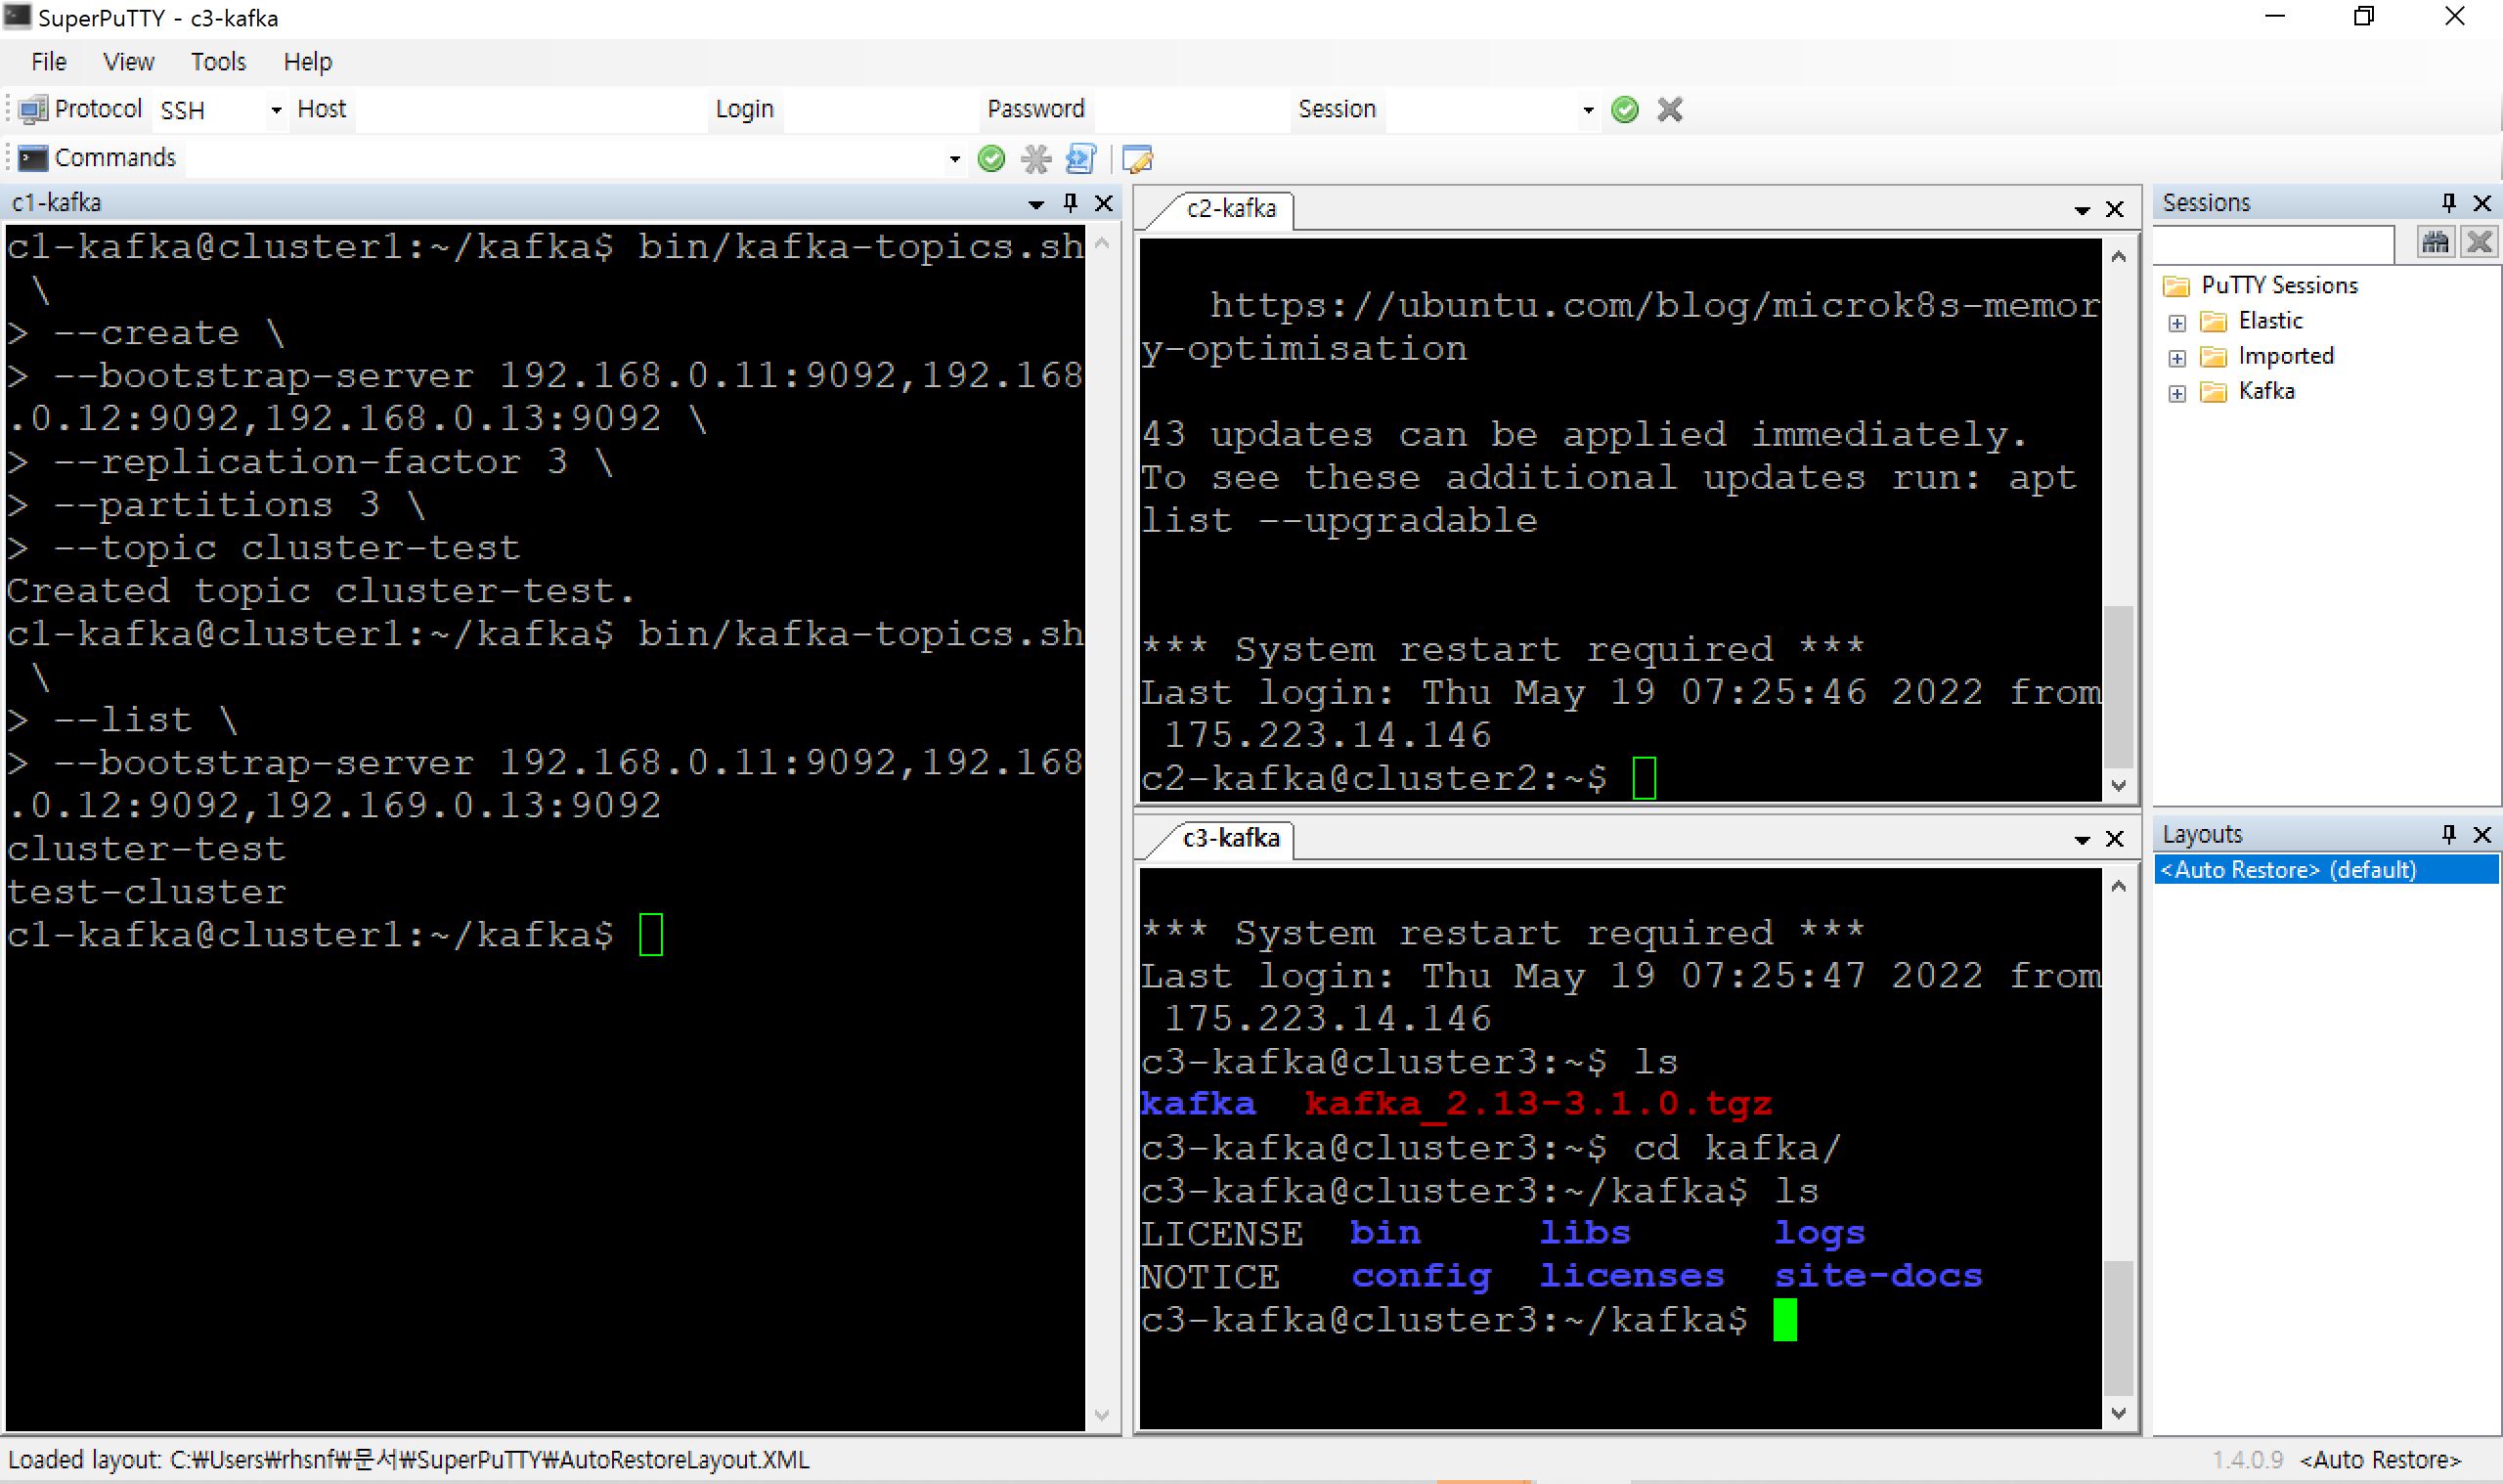 SuperPuTTY - c3-kafka
File View Tools Help
Protocol SSH Host Login Password Session
Commands
c1-kafka
c1-kafka@cluster1:~/kafka$ bin/kafka-topics.sh
\
> --create \
> --bootstrap-server 192.168.0.11:9092,192.168
.0.12:9092,192.168.0.13:9092 \
> --replication-factor 3 \
> --partitions 3 \
> --topic cluster-test
Created topic cluster-test.
c1-kafka@cluster1:~/kafka$ bin/kafka-topics.sh
\
> --list \
> --bootstrap-server 192.168.0.11:9092,192.168
.0.12:9092,192.169.0.13:9092
cluster-test
test-cluster
c1-kafka@cluster1:~/kafka$
c2-kafka
https://ubuntu.com/blog/microk8s-memor
y-optimisation
43 updates can be applied immediately.
To see these additional updates run: apt
list --upgradable
*** System restart required ***
Last login: Thu May 19 07:25:46 2022 from
175.223.14.146
c2-kafka@cluster2:~$
c3-kafka
*** System restart required ***
Last login: Thu May 19 07:25:47 2022 from
175.223.14.146
c3-kafka@cluster3:~$ ls
kafka kafka_2.13-3.1.0.tgz
c3-kafka@cluster3:~$ cd kafka/
c3-kafka@cluster3:~/kafka$ ls
LICENSE bin libs logs
NOTICE config licenses site-docs
c3-kafka@cluster3:~/kafka$
Sessions
PuTTY Sessions
Elastic
Imported
Kafka
Layouts
<Auto Restore> (default)
Loaded layout: C:₩Users₩rhsnf₩문서₩SuperPuTTY₩AutoRestoreLayout.XML
1.4.0.9 <Auto Restore>